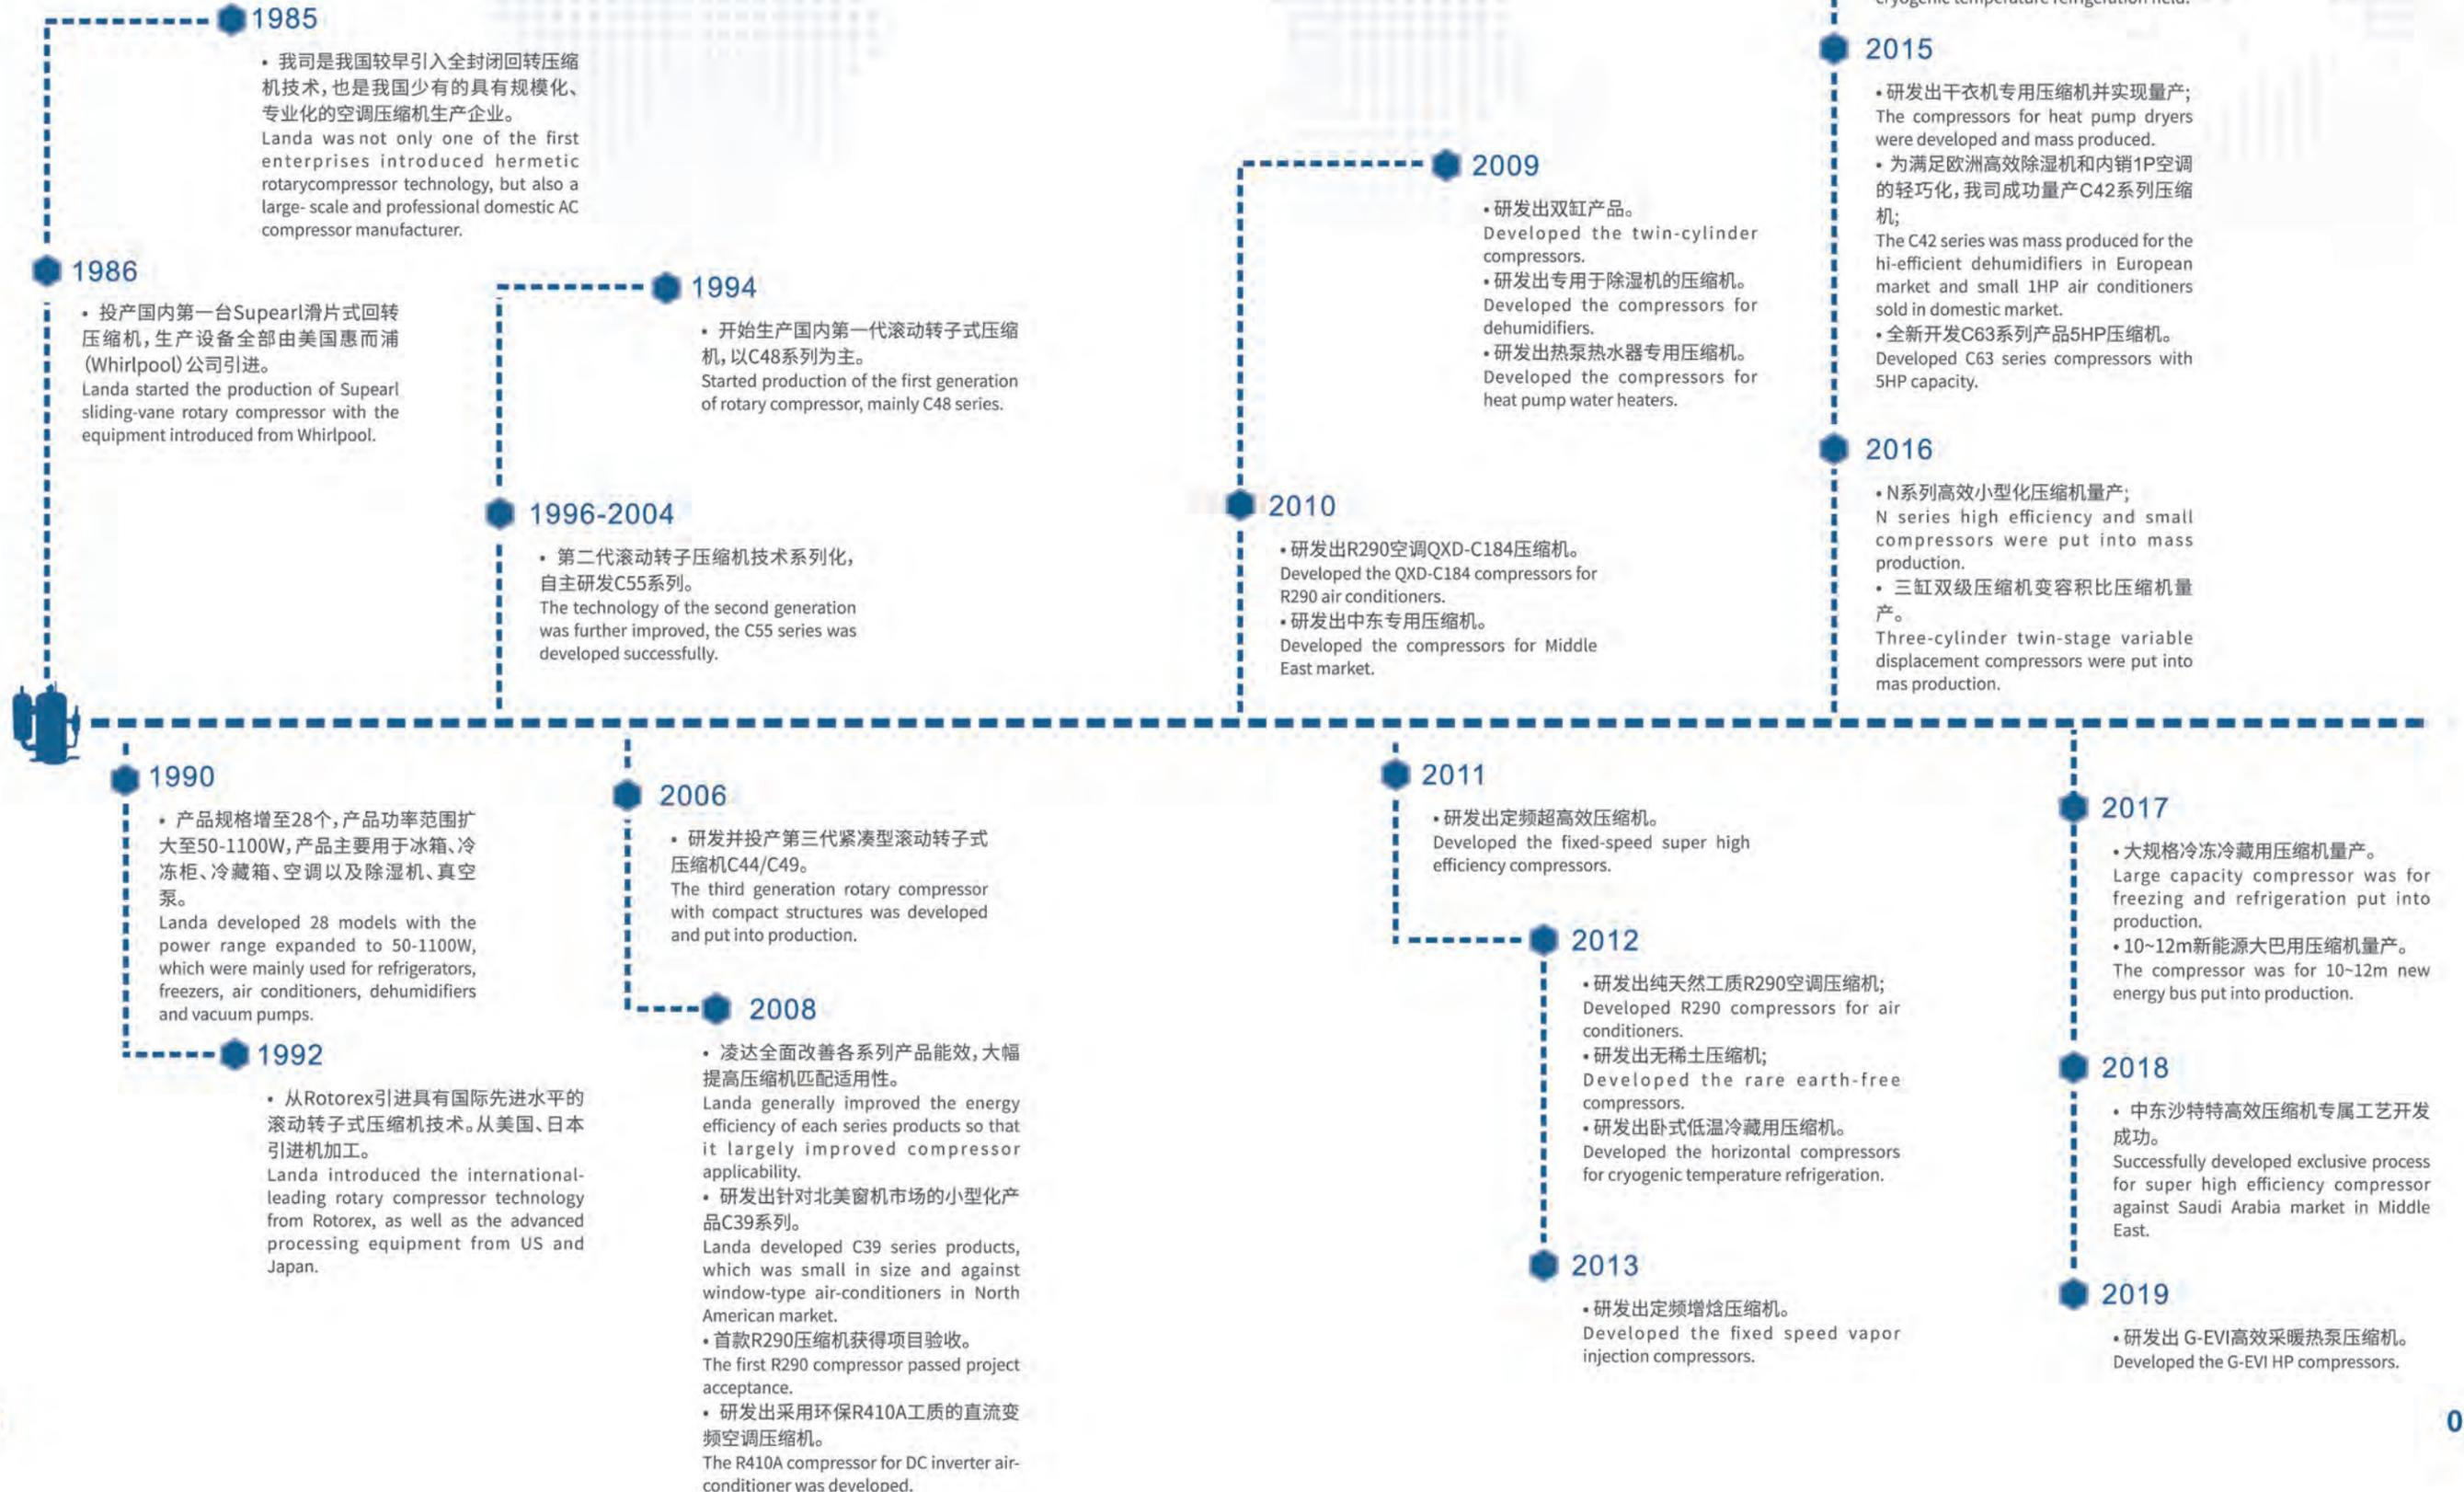 1985
• 我司是我国较早引入全封闭回转压缩
机技术,也是我国少有的具有规模化、
专业化的空调压缩机生产企业。
Landa was not only one of the first
enterprises introduced hermetic
rotarycompressor technology, but also a
large- scale and professional domestic AC
compressor manufacturer.
1986
• 投产国内第一台Supearl滑片式回转
压缩机,生产设备全部由美国惠而浦
(Whirlpool)公司引进。
Landa started the production of Supearl
sliding-vane rotary compressor with the
equipment introduced from Whirlpool.
1990
• 产品规格增至28个,产品功率范围扩
大至50-1100W,产品主要用于冰箱、冷
冻柜、冷藏箱、空调以及除湿机、真空
泵。
Landa developed 28 models with the
power range expanded to 50-1100W,
which were mainly used for refrigerators,
freezers, air conditioners, dehumidifiers
and vacuum pumps.
1992
• 从Rotorex引进具有国际先进水平的
滚动转子式压缩机技术。从美国、日本
引进机加工。
Landa introduced the international-
leading rotary compressor technology
from Rotorex, as well as the advanced
processing equipment from US and
Japan.
1994
• 开始生产国内第一代滚动转子式压缩
机,以C48系列为主。
Started production of the first generation
of rotary compressor, mainly C48 series.
1996-2004
• 第二代滚动转子压缩机技术系列化,
自主研发C55系列。
The technology of the second generation
was further improved, the C55 series was
developed successfully.
2006
• 研发并投产第三代紧凑型滚动转子式
压缩机C44/C49。
The third generation rotary compressor
with compact structures was developed
and put into production.
2008
• 凌达全面改善各系列产品能效,大幅
提高压缩机匹配适用性。
Landa generally improved the energy
efficiency of each series products so that
it largely improved compressor
applicability.
• 研发出针对北美窗机市场的小型化产
品C39系列。
Landa developed C39 series products,
which was small in size and against
window-type air-conditioners in North
American market.
• 首款R290压缩机获得项目验收。
The first R290 compressor passed project
acceptance.
• 研发出采用环保R410A工质的直流变
频空调压缩机。
The R410A compressor for DC inverter air-
conditioner was developed.
2009
• 研发出双缸产品。
Developed the twin-cylinder
compressors.
• 研发出专用于除湿机的压缩机。
Developed the compressors for
dehumidifiers.
• 研发出热泵热水器专用压缩机。
Developed the compressors for
heat pump water heaters.
2010
• 研发出R290空调QXD-C184压缩机。
Developed the QXD-C184 compressors for
R290 air conditioners.
• 研发出中东专用压缩机。
Developed the compressors for Middle
East market.
2011
• 研发出定频超高效压缩机。
Developed the fixed-speed super high
efficiency compressors.
2012
• 研发出纯天然工质R290空调压缩机;
Developed R290 compressors for air
conditioners.
• 研发出无稀土压缩机;
Developed the rare earth-free
compressors.
• 研发出卧式低温冷藏用压缩机。
Developed the horizontal compressors
for cryogenic temperature refrigeration.
2013
• 研发出定频增焓压缩机。
Developed the fixed speed vapor
injection compressors.
cryogenic temperature refrigeration field.
2015
• 研发出干衣机专用压缩机并实现量产;
The compressors for heat pump dryers
were developed and mass produced.
• 为满足欧洲高效除湿机和内销1P空调
的轻巧化,我司成功量产C42系列压缩
机;
The C42 series was mass produced for the
hi-efficient dehumidifiers in European
market and small 1HP air conditioners
sold in domestic market.
• 全新开发C63系列产品5HP压缩机。
Developed C63 series compressors with
5HP capacity.
2016
• N系列高效小型化压缩机量产;
N series high efficiency and small
compressors were put into mass
production.
• 三缸双级压缩机变容积比压缩机量
产。
Three-cylinder twin-stage variable
displacement compressors were put into
mas production.
2017
• 大规格冷冻冷藏用压缩机量产。
Large capacity compressor was for
freezing and refrigeration put into
production.
• 10~12m新能源大巴用压缩机量产。
The compressor was for 10~12m new
energy bus put into production.
2018
• 中东沙特特高效压缩机专属工艺开发
成功。
Successfully developed exclusive process
for super high efficiency compressor
against Saudi Arabia market in Middle
East.
2019
• 研发出 G-EVI高效采暖热泵压缩机。
Developed the G-EVI HP compressors.
0